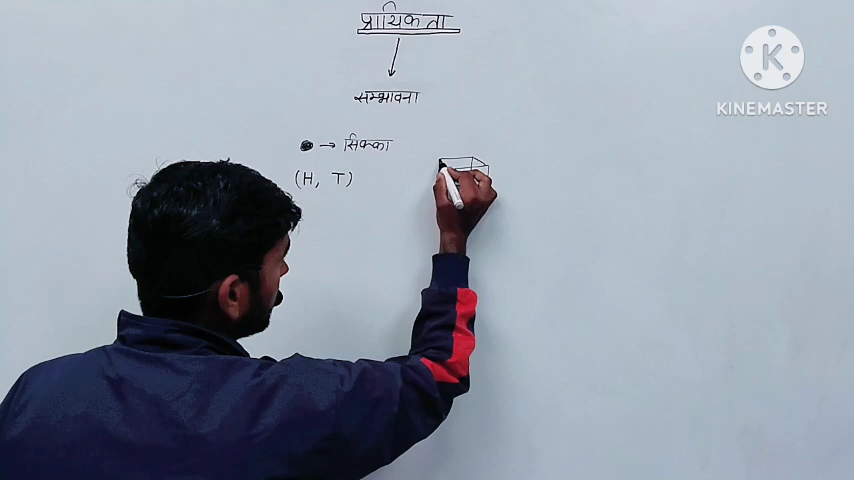 प्रायिकता
सम्भावना
→ सिक्का
(H, T)
K
KINEMASTER